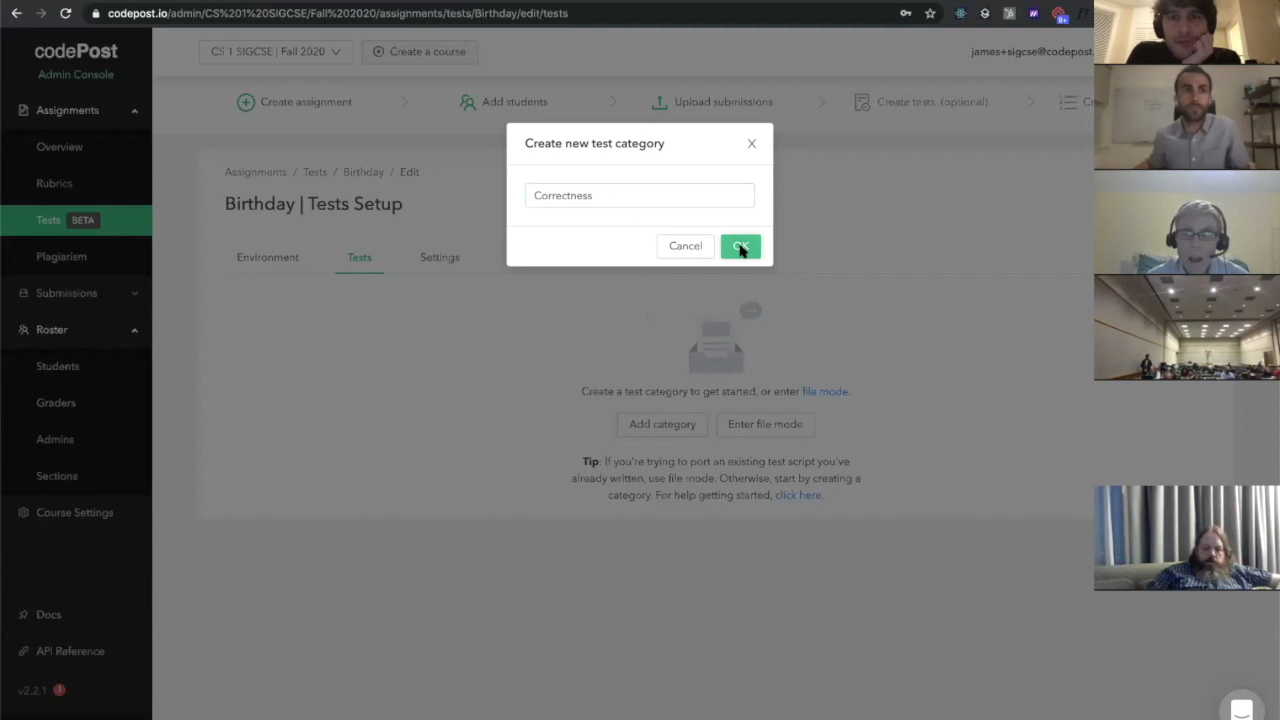 codepost.io/admin/CS%201%20SIGCSE/Fall%202020/assignments/tests/Birthday/edit/tests
9+
f?
codePost
Admin Console
CS 1 SIGCSE | Fall 2020
Create a course
james+sigcse@codepost.
Assignments
Overview
Rubrics
Tests BETA
Plagiarism
Submissions
Roster
Students
Graders
Admins
Sections
Course Settings
Docs
API Reference
v2.2.1
Create assignment
Add students
Upload submissions
Create tests (optional)
Assignments / Tests / Birthday / Edit
Birthday | Tests Setup
Environment
Tests
Settings
Create new test category
Correctness
Cancel
OK
Create a test category to get started, or enter file mode.
Add category
Enter file mode
Tip: If you're trying to port an existing test script you've
already written, use file mode. Otherwise, start by creating a
category. For help getting started, click here.